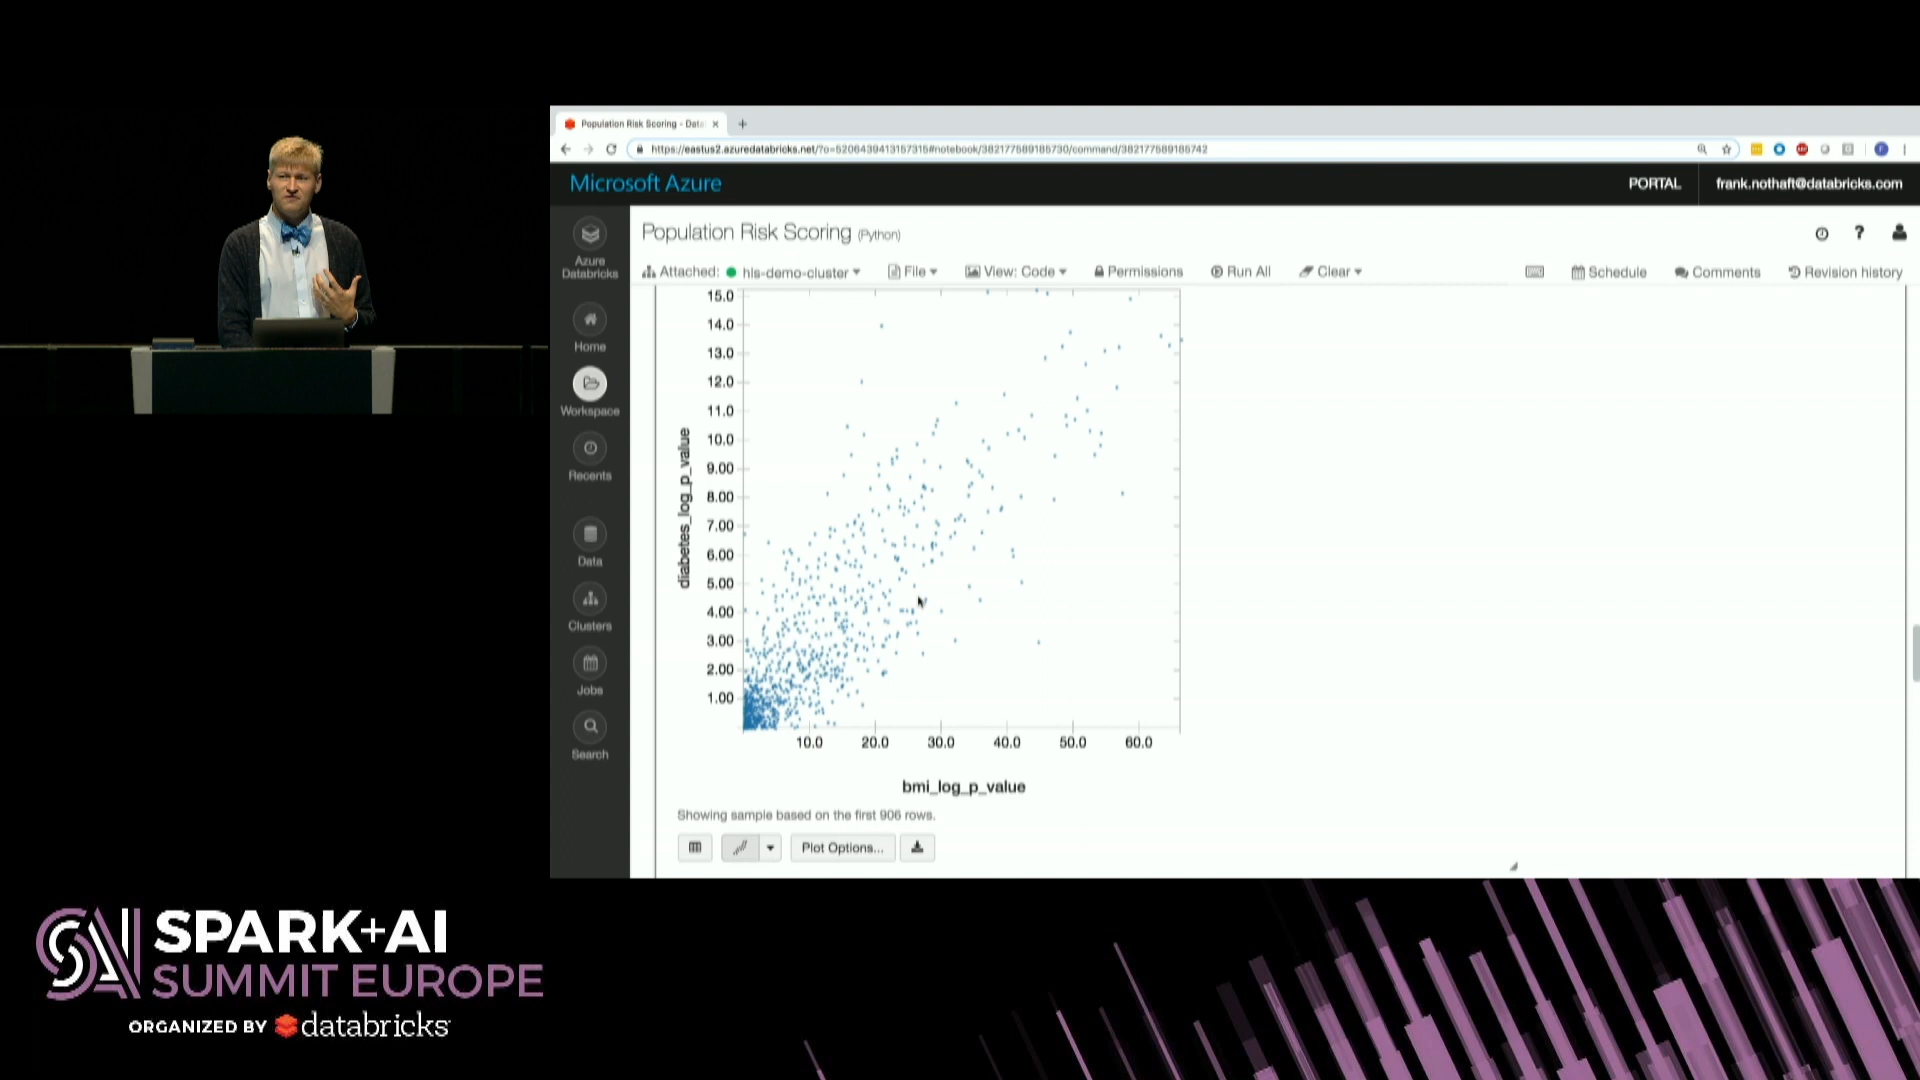 Population Risk Scoring - Data
https://eastus2.azuredatabricks.net/?o=5206439413157315#notebook/382177589185730/command/382177589185742
Microsoft Azure
PORTAL
frank.nothaft@databricks.com
Population Risk Scoring (Python)
Attached: hls-demo-cluster
File
View: Code
Permissions
Run All
Clear
Schedule
Comments
Revision history
Azure
Databricks
Home
Workspace
Recents
Data
Clusters
Jobs
Search
diabetes_log_p_value
15.0
14.0
13.0
12.0
11.0
10.0
9.00
8.00
7.00
6.00
5.00
4.00
3.00
2.00
1.00
10.0 20.0 30.0 40.0 50.0 60.0
bmi_log_p_value
Showing sample based on the first 906 rows.
Plot Options...
SPARK+AI
SUMMIT EUROPE
ORGANIZED BY databricks